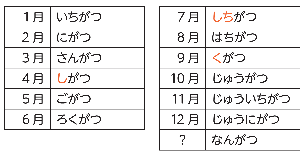 1月 いちがつ
2月 にがつ
3月 さんがつ
4月 しがつ
5月 ごがつ
6月 ろくがつ
7月 しちがつ
8月 はちがつ
9月 くがつ
10月 じゅうがつ
11月 じゅういちがつ
12月 じゅうにがつ
? なんがつ